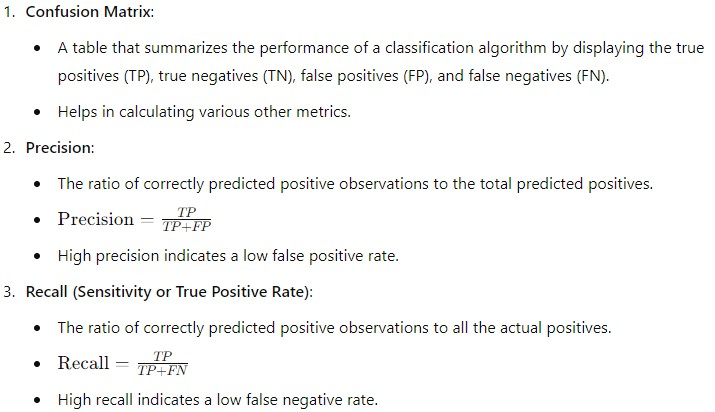 1. Confusion Matrix:
• A table that summarizes the performance of a classification algorithm by displaying the true
positives (TP), true negatives (TN), false positives (FP), and false negatives (FN).
• Helps in calculating various other metrics.
2. Precision:
• The ratio of correctly predicted positive observations to the total predicted positives.
• Precision = TP / TP+FP
• High precision indicates a low false positive rate.
3. Recall (Sensitivity or True Positive Rate):
• The ratio of correctly predicted positive observations to all the actual positives.
• Recall = TP / TP+FN
• High recall indicates a low false negative rate.